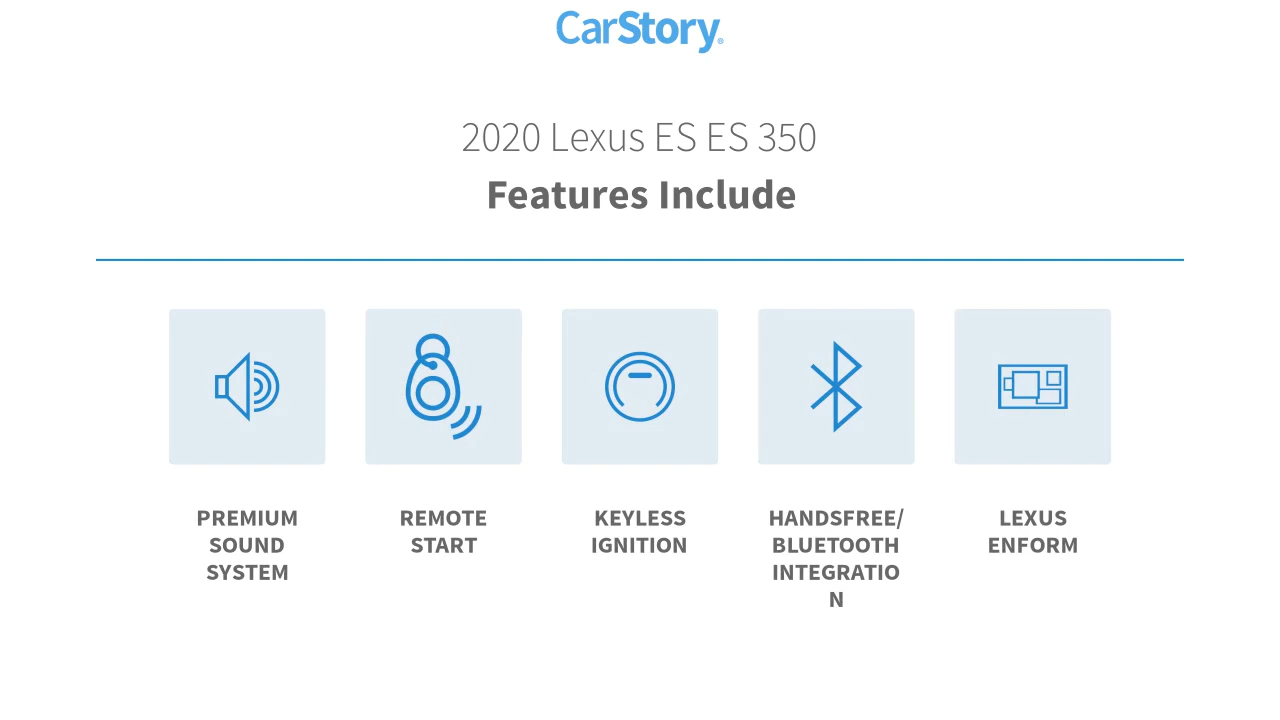 CarStory®
2020 Lexus ES ES 350
Features Include
PREMIUM
SOUND
SYSTEM
REMOTE
START
KEYLESS
IGNITION
HANDSFREE/
BLUETOOTH
INTEGRATIO
N
LEXUS
ENFORM